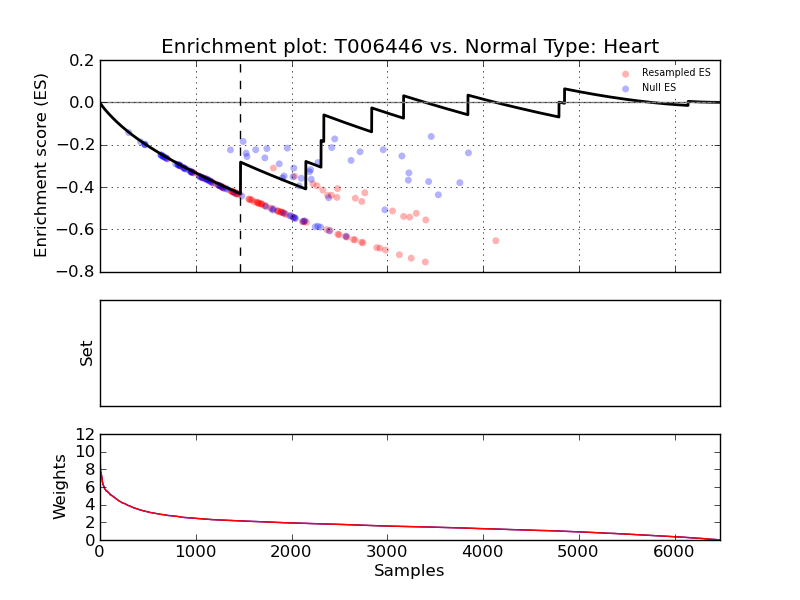 Enrichment plot: T006446 vs. Normal Type: Heart
Enrichment score (ES)
0.2
0.0
−0.2
−0.4
−0.6
−0.8
Resampled ES
Null ES
Set
Weights
12
10
8
6
4
2
0
0 1000 2000 3000 4000 5000 6000
Samples